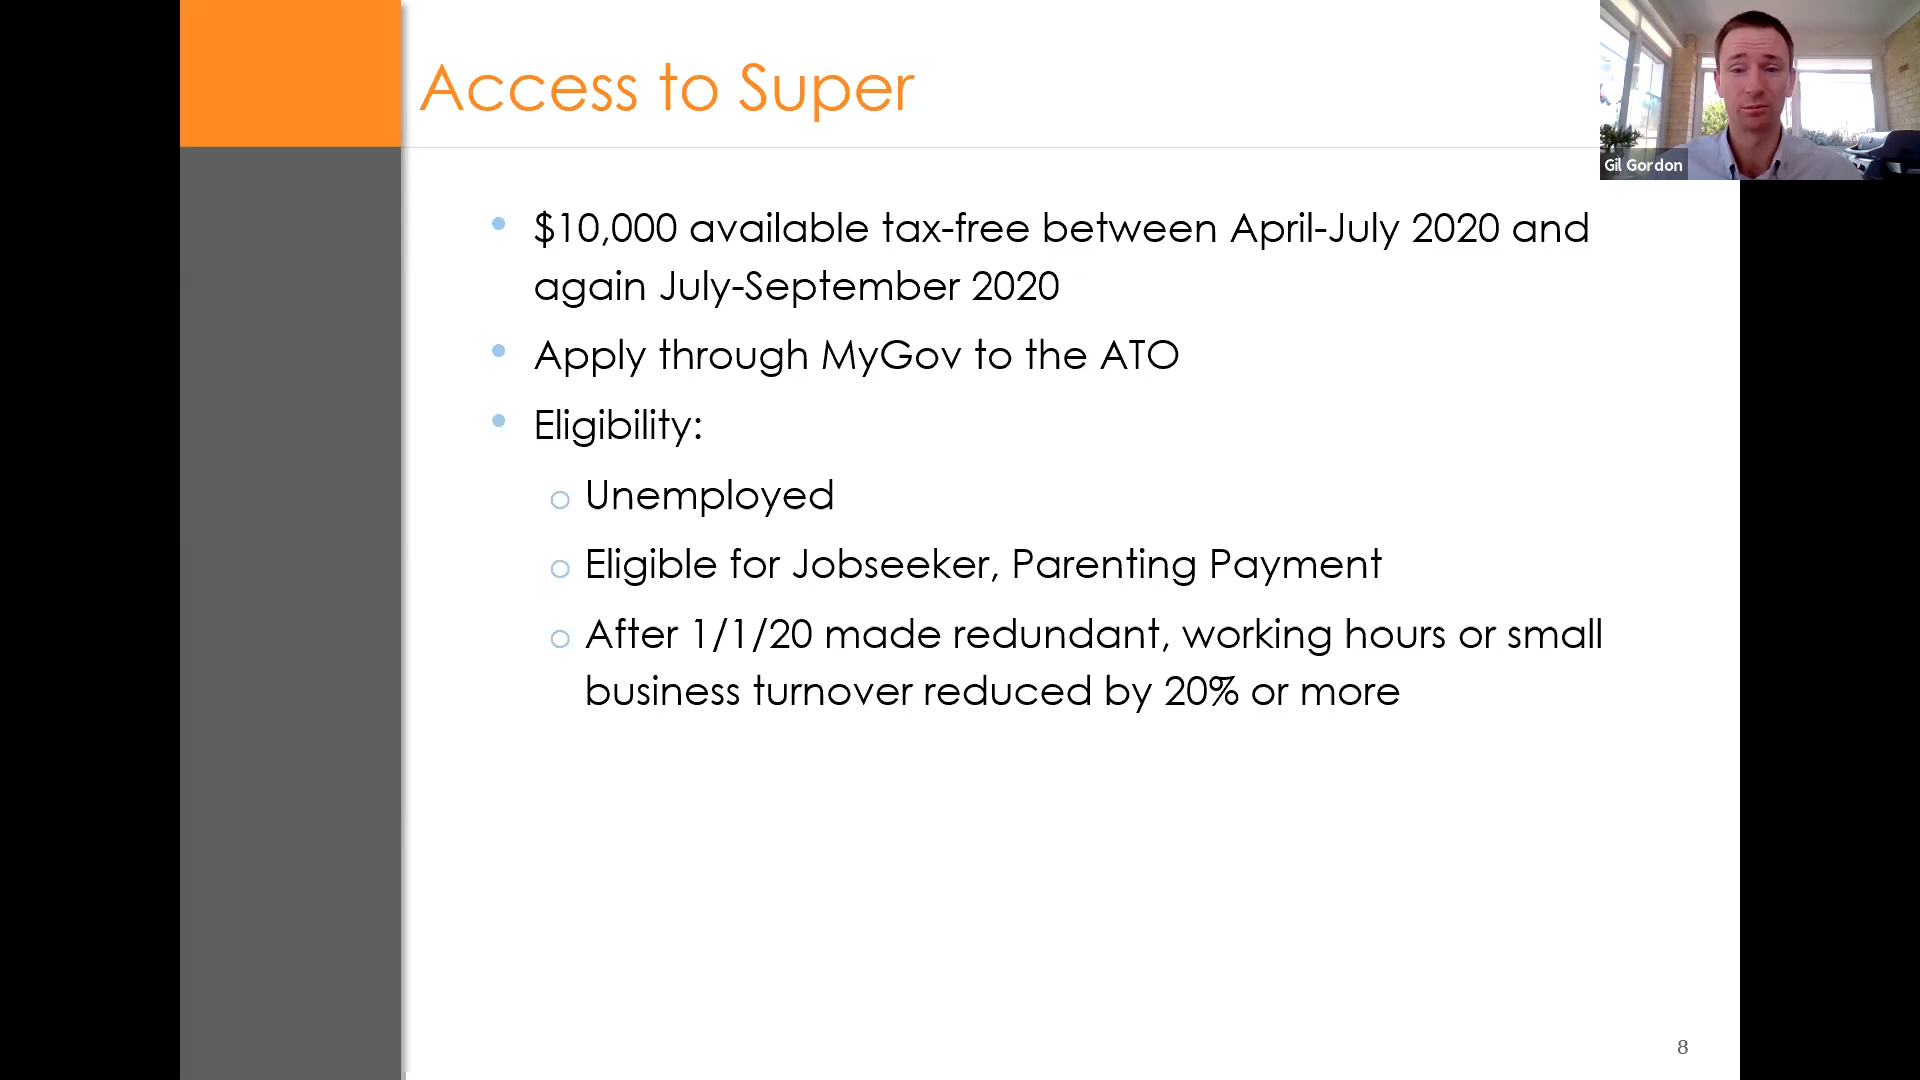 Access to Super
Gil Gordon
• $10,000 available tax-free between April-July 2020 and
again July-September 2020
• Apply through MyGov to the ATO
• Eligibility:
o Unemployed
o Eligible for Jobseeker, Parenting Payment
o After 1/1/20 made redundant, working hours or small
business turnover reduced by 20% or more
8